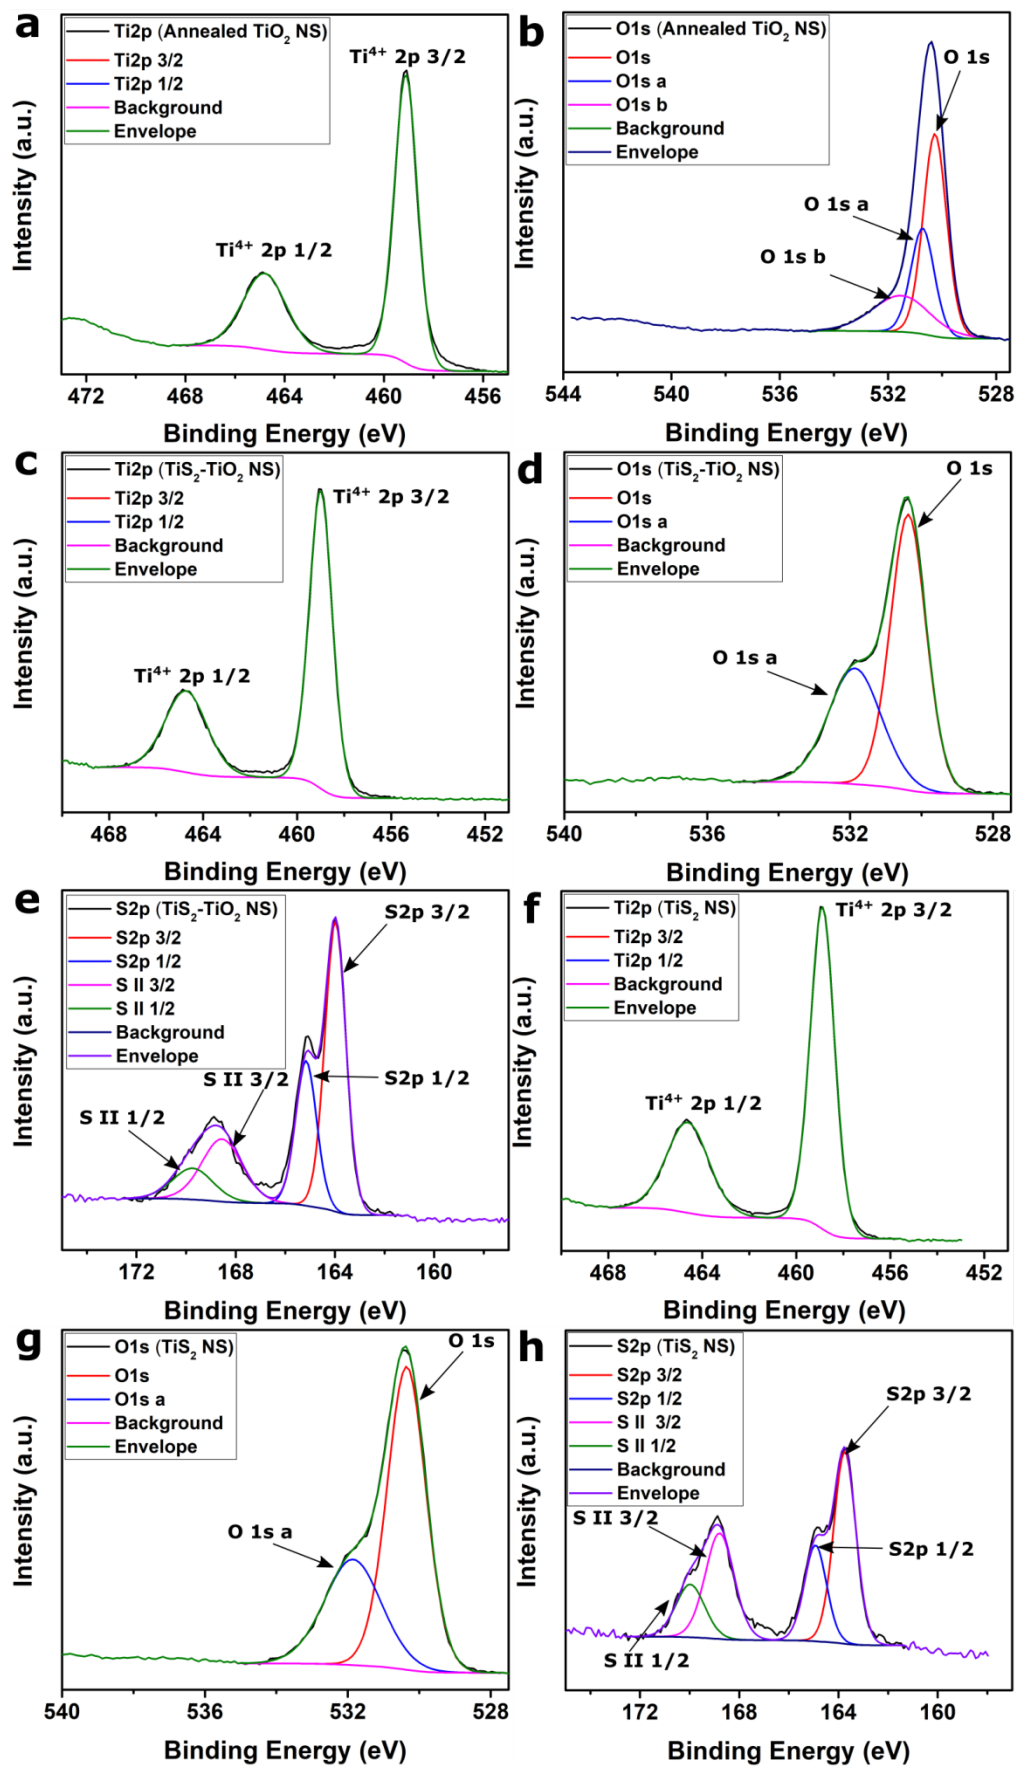 a
Ti2p (Annealed TiO2 NS)
Ti2p 3/2
Ti2p 1/2
Background
Envelope
Ti4+ 2p 3/2
Ti4+ 2p 1/2
Intensity (a.u.)
472 468 464 460 456
Binding Energy (eV)
b
O1s (Annealed TiO2 NS)
O1s
O1s a
O1s b
Background
Envelope
O 1s
O 1s a
O 1s b
Intensity (a.u.)
544 540 536 532 528
Binding Energy (eV)
c
Ti2p (TiS2-TiO2 NS)
Ti2p 3/2
Ti2p 1/2
Background
Envelope
Ti4+ 2p 3/2
Ti4+ 2p 1/2
Intensity (a.u.)
468 464 460 456 452
Binding Energy (eV)
d
O1s (TiS2-TiO2 NS)
O1s
O1s a
Background
Envelope
O 1s
O 1s a
Intensity (a.u.)
540 536 532 528
Binding Energy (eV)
e
S2p (TiS2-TiO2 NS)
S2p 3/2
S2p 1/2
S II 3/2
S II 1/2
Background
Envelope
S2p 3/2
S2p 1/2
S II 3/2
S II 1/2
Intensity (a.u.)
172 168 164 160
Binding Energy (eV)
f
Ti2p (TiS2 NS)
Ti2p 3/2
Ti2p 1/2
Background
Envelope
Ti4+ 2p 3/2
Ti4+ 2p 1/2
Intensity (a.u.)
468 464 460 456 452
Binding Energy (eV)
g
O1s (TiS2 NS)
O1s
O1s a
Background
Envelope
O 1s
O 1s a
Intensity (a.u.)
540 536 532 528
Binding Energy (eV)
h
S2p (TiS2 NS)
S2p 3/2
S2p 1/2
S II 3/2
S II 1/2
Background
Envelope
S2p 3/2
S II 3/2
S2p 1/2
S II 1/2
Intensity (a.u.)
172 168 164 160
Binding Energy (eV)